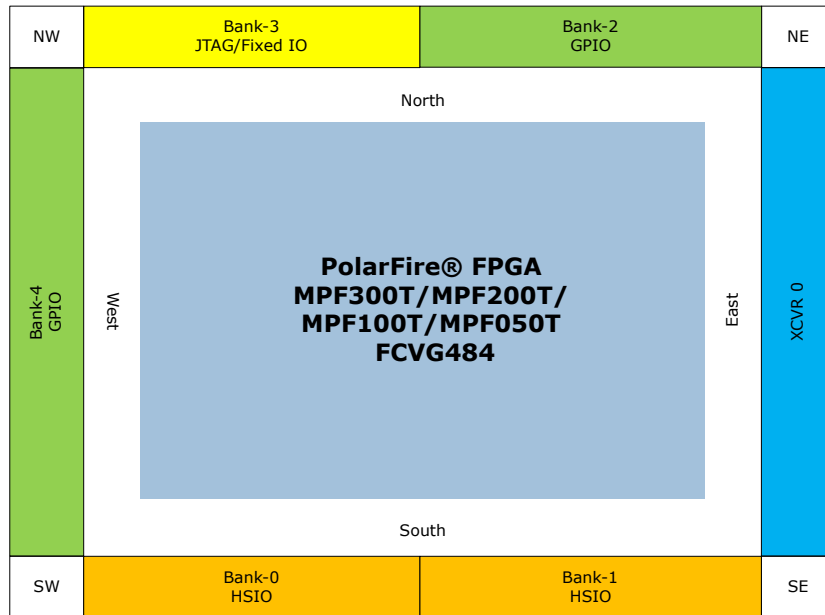 NW
Bank-3
JTAG/Fixed IO
Bank-2
GPIO
NE
North
Bank-4
GPIO
West
PolarFire® FPGA
MPF300T/MPF200T/
MPF100T/MPF050T
FCVG484
East
XCVR 0
South
SW
Bank-0
HSIO
Bank-1
HSIO
SE